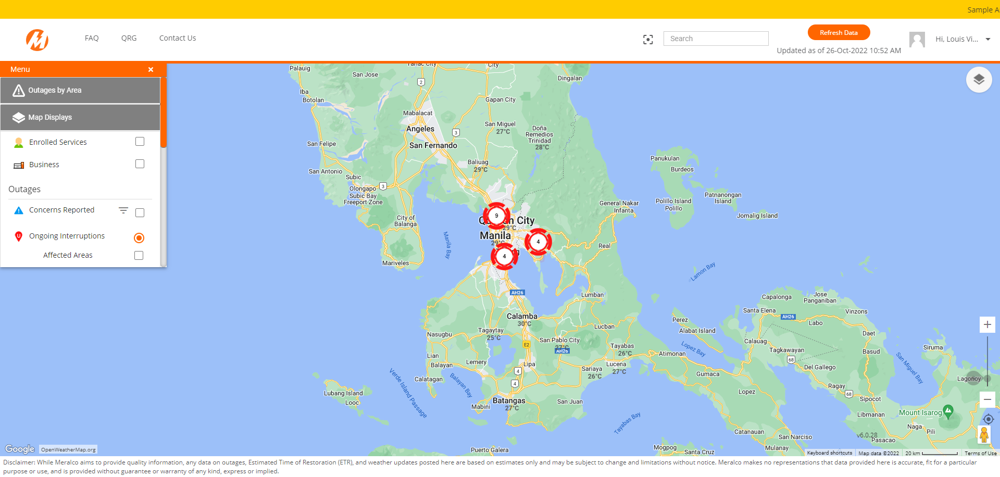 Sample A
FAQ
QRG
Contact Us
Search
Refresh Data
Updated as of 26-Oct-2022 10:52 AM
Hi, Louis Vi...
Menu
Outages by Area
Map Displays
Enrolled Services
Business
Outages
Concerns Reported
U
Ongoing Interruptions
Affected Areas
Palauig
Tarlac City
City
San Jose
2
Dingalan
Iba
Botolan
Gapan City
Mabalacat
Angeles
San Miguel
27°C
3
Doña
Remedios
Trinidad
28°C
San Felipe
San Fernando
Baliuag
29°C
Panukulan
Burdeos
San Antonio
Subic
3
Olongapo
Subic Bay
Freeport Zone
Patnanongan
Island
Polillo Island
Polillo
General Nakar
Infanta
Jomalig Island
City of
Balanga
9
29°C
Manila
29°C
4
4
Manila Bay
Real
Mariveles
Lamon Bay
AH26
Lumban
Capalonga
Jose
Panganiban
Santa Elena
AH26
Vinzons
Labo
Calamba
30°C
Perez
Alabat Island
Lucban
Daet
Nasugbu
Tagaytay
25°C
E2
San Pablo City
27°C
AH26
Tayabas
26°C
Calauag
Lopez Bay
Tagkawayan
68
Basud
Siruma
Atimonan
Lian
Balayan
Lemery
Lipa
4
4
Sariaya
26°C
Lucena
27°C
Gumaca
Del Gallego
San Miguel Bay
Lagonoy
Calatagan
Verde Island Passage
Balayan Bay
Ragay
68
Lopez
Sipocot
Lubang Island
Looc
Mabini
Batangas
27°C
San Juan
Tayabas Bay
Libmanan
Mount Isarog
Naga
Pili
Catanauan
San Narciso
v6.0.28
Pasacao
Mulanay
Puerto Galera
Mogpog
Santa Cruz
Google
OpenWeatherMap.org
Keyboard shortcuts
Map data ©2022
20 km
Terms of Use
Disclaimer: While Meralco aims to provide quality information, any data on outages, Estimated Time of Restoration (ETR), and weather updates posted here are based on estimates only and may be subject to change and limitations without notice. Meralco makes no representations that data provided here is accurate, fit for a particular
purpose or use, and is provided without guarantee or warranty of any kind, express or implied.